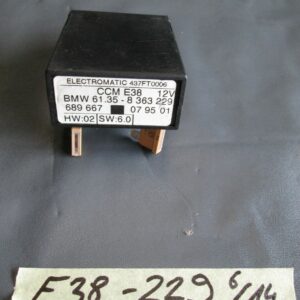 ELECTROMATIC 437FT0006
CCM E38 12V
BMW 61.35 - 8 363 229
689 667 07 95 01
HW:02 SW:6.0
E38 - 229 6/14